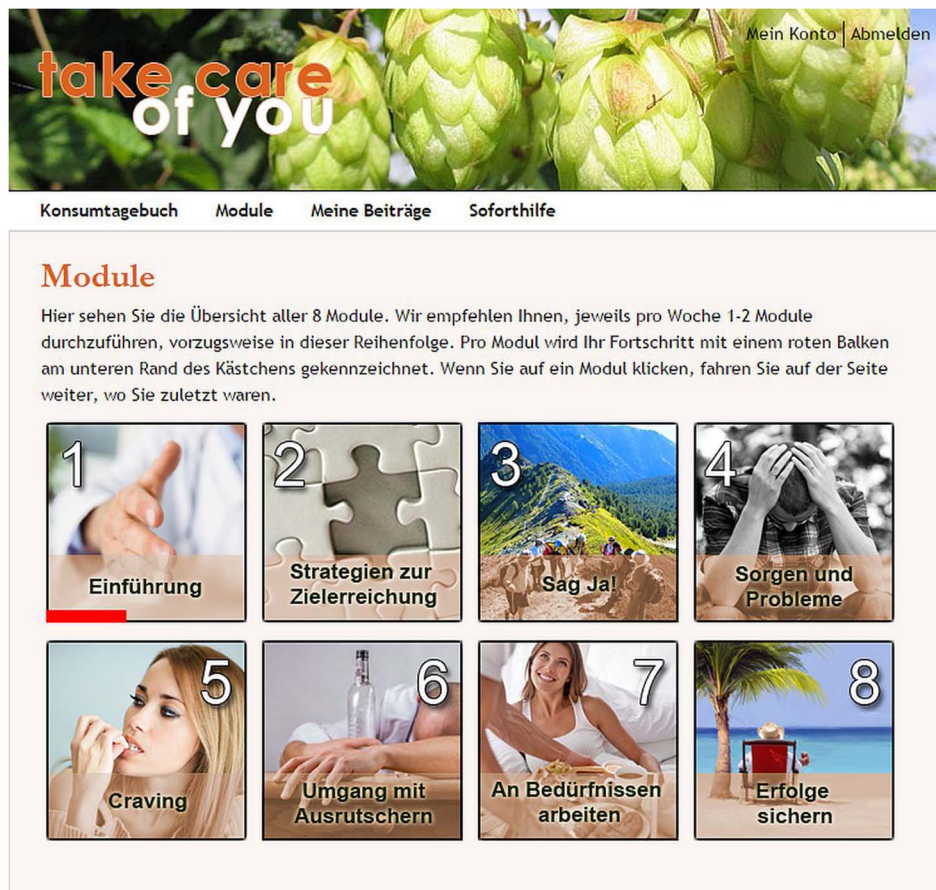 Mein Konto | Abmelden
take care
of you
Konsumtagebuch Module Meine Beiträge Soforthilfe
Module
Hier sehen Sie die Übersicht aller 8 Module. Wir empfehlen Ihnen, jeweils pro Woche 1-2 Module
durchzuführen, vorzugsweise in dieser Reihenfolge. Pro Modul wird Ihr Fortschritt mit einem roten Balken
am unteren Rand des Kästchens gekennzeichnet. Wenn Sie auf ein Modul klicken, fahren Sie auf der Seite
weiter, wo Sie zuletzt waren.
1
Einführung
2
Strategien zur
Zielerreichung
3
Sag Ja!
4
Sorgen und
Probleme
5
Craving
6
Umgang mit
Ausrutschern
7
An Bedürfnissen
arbeiten
8
Erfolge
sichern